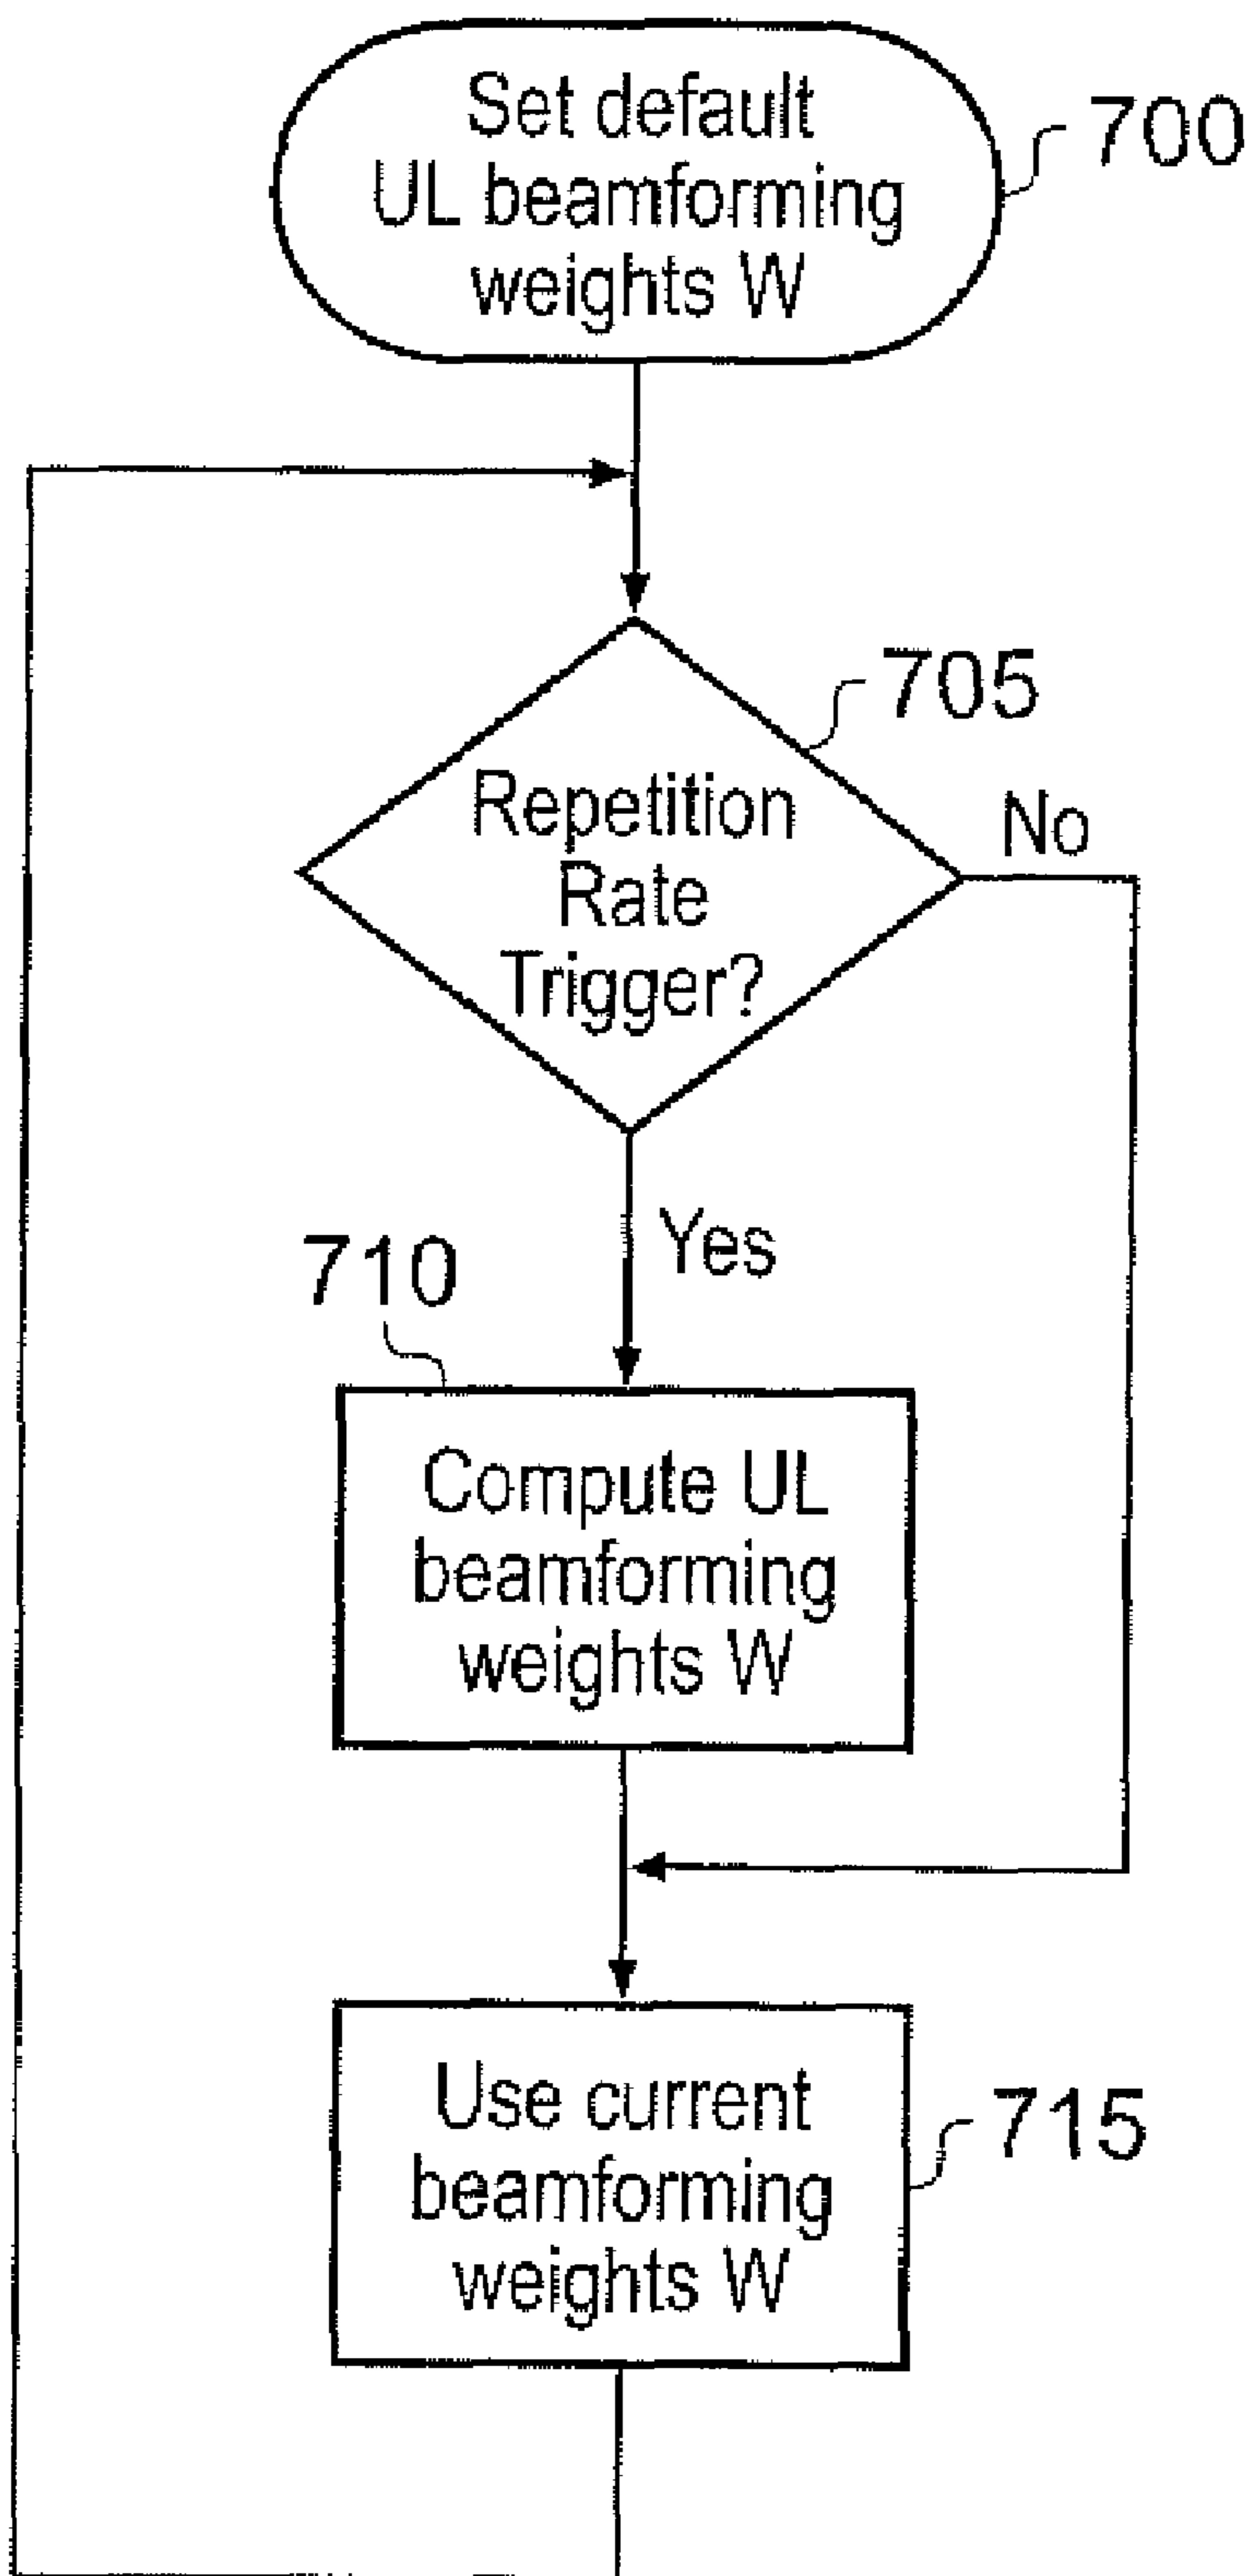 Set default
UL beamforming
weights W
700
705
Repetition
Rate
Trigger?
No
Yes
710
Compute UL
beamforming
weights W
Use current
beamforming
weights W
715